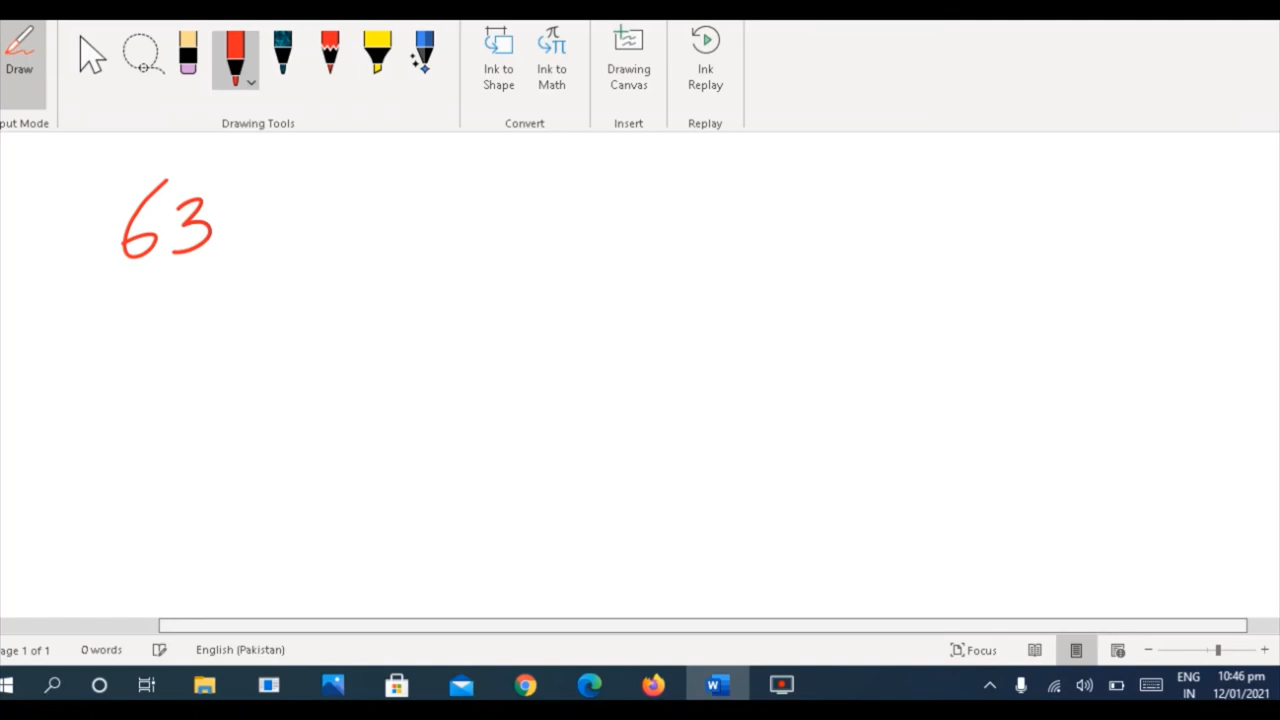 Draw
Ink to Shape
Ink to Math
Drawing Canvas
Ink Replay
put Mode
Drawing Tools
Convert
Insert
Replay
63
age 1 of 1
0 words
English (Pakistan)
Focus
ENG
IN
10:46 pm
12/01/2021